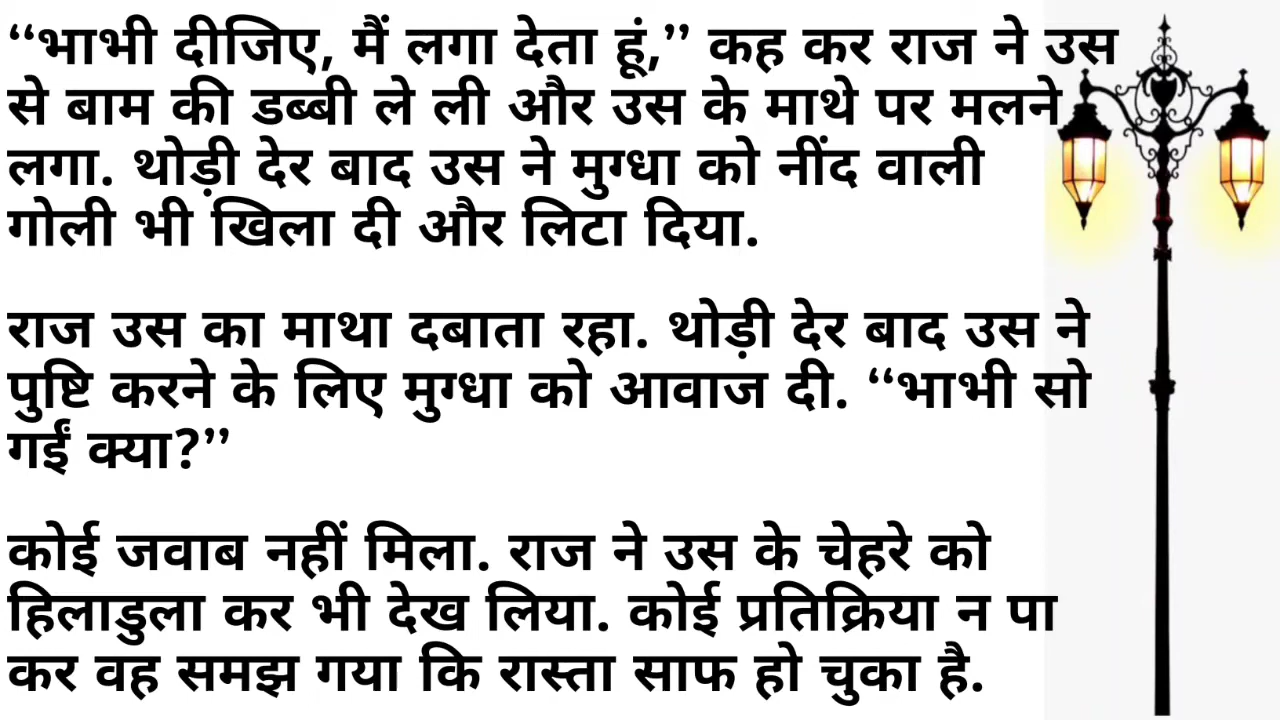 ‘‘भाभी दीजिए, मैं लगा देता हूं,’’ कह कर राज ने उस
से बाम की डब्बी ले ली और उस के माथे पर मलने
लगा. थोड़ी देर बाद उस ने मुग्धा को नींद वाली
गोली भी खिला दी और लिटा दिया.
राज उस का माथा दबाता रहा. थोड़ी देर बाद उस ने
पुष्टि करने के लिए मुग्धा को आवाज दी. ‘‘भाभी सो
गईं क्या?’’
कोई जवाब नहीं मिला. राज ने उस के चेहरे को
हिलाडुला कर भी देख लिया. कोई प्रतिक्रिया न पा
कर वह समझ गया कि रास्ता साफ हो चुका है.